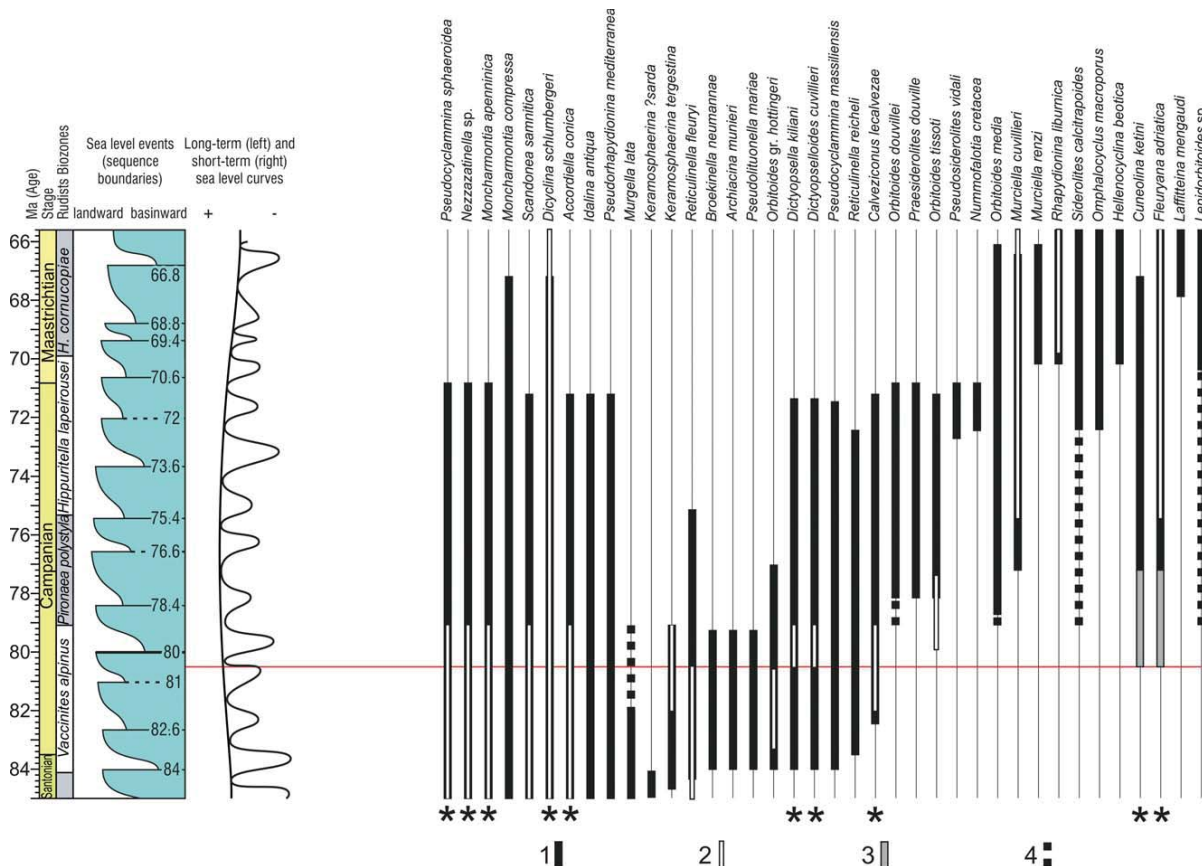 Ma (Age)
Stage
Rudists Biozones
Sea level events
(sequence
boundaries)
landward basinward
Long-term (left) and
short-term (right)
sea level curves
+ -
Pseudocyclammina sphaeroidea
Nezzazatinella sp.
Moncharmontia apenninica
Moncharmontia compressa
Scandonea samnitica
Dicyclina schlumbergeri
Accordiella conica
Idalina antiqua
Pseudorhapydionina mediterranea
Murgella lata
Keramosphaerina ?sarda
Keramosphaerina tergestina
Reticulinella fleuryi
Broekinella neumannae
Archiacina munieri
Pseudolituonella mariae
Orbitoides gr. hottingeri
Dictyopsella kiliani
Dictyopselloides cuvillieri
Pseudocyclammina massiliensis
Reticulinella reicheli
Calveziconus lecalvezae
Orbitoides douvillei
Praesiderolites douville
Orbitoides tissoti
Pseudosiderolites vidali
Nummofalotia cretacea
Orbitoides media
Murciella cuvillieri
Murciella renzi
Rhapydionina liburnica
Siderolites calcitrapoides
Omphalocyclus macroporus
Hellenocyclina beotica
Cuneolina ketini
Fleuryana adriatica
Laffitteina mengaudi
Lepidorbitoides sp.
66
68
70
72
74
76
78
80
82
84
Maastrichtian
Campanian
Santonian
H. cornucopiae
Hippuritella lapeirousei
Pironaea polystyla
Vaccinites alpinus
66.8
68.8
69.4
70.6
72
73.6
75.4
76.6
78.4
80
81
82.6
84
* * * * * * * * * *
1 2 3 4